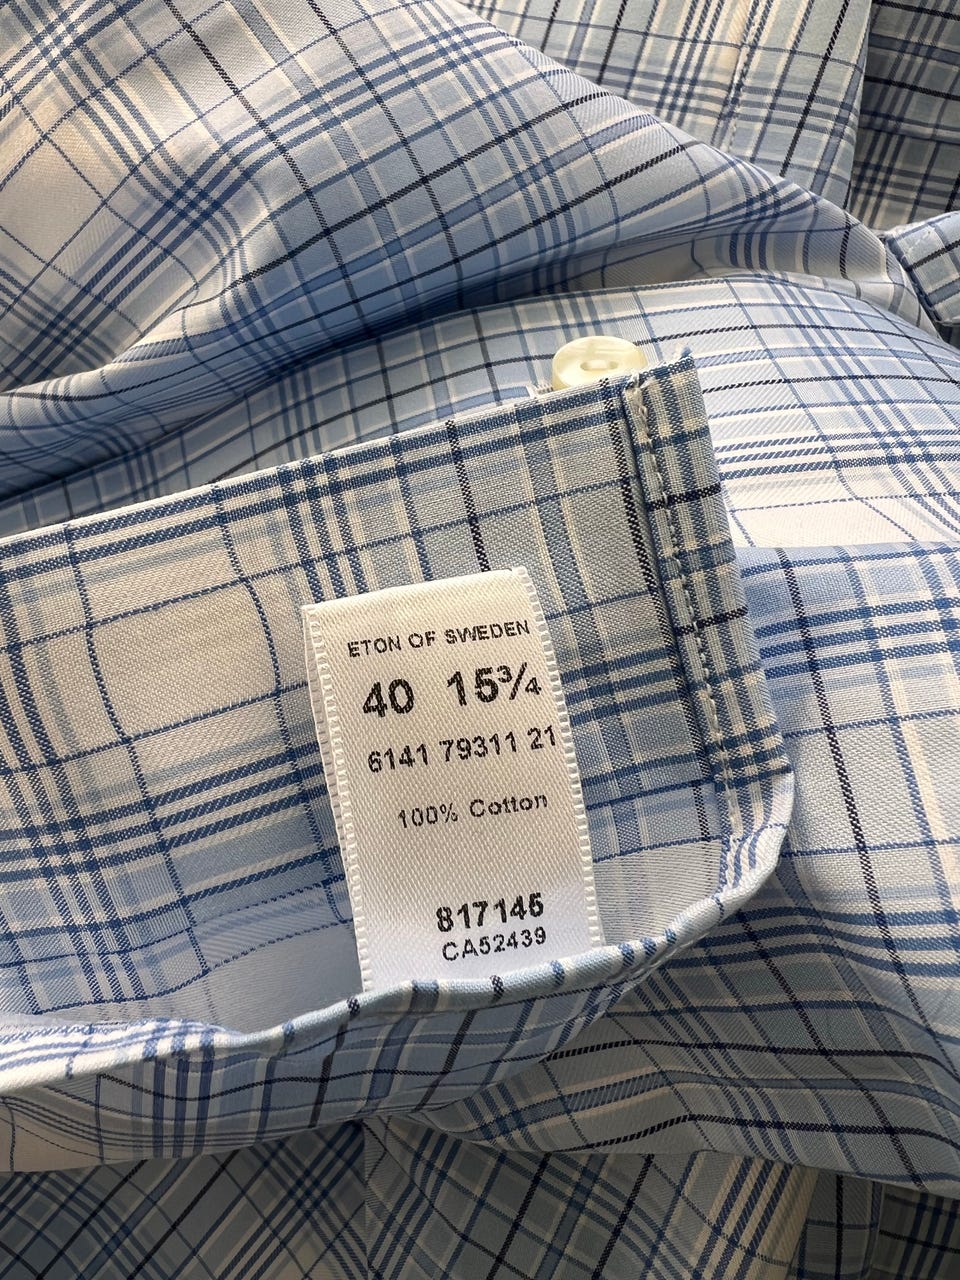 ETON OF SWEDEN
40 15¾
6141 79311 21
100% Cotton
817145
CA52439